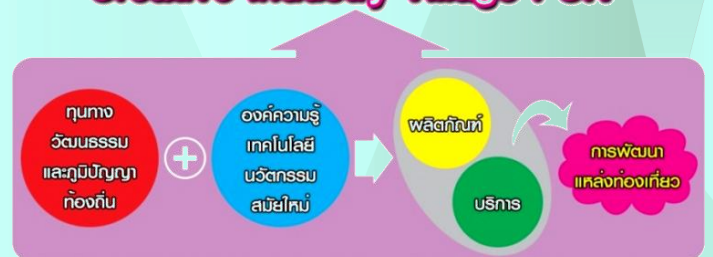 Creative Industry Village : CIV
ทุนทาง
วัฒนธรรม
และภูมิปัญญา
ท้องถิ่น
+
องค์ความรู้
เทคโนโลยี
นวัตกรรม
สมัยใหม่
ผลิตภัณฑ์
บริการ
การพัฒนา
แหล่งท่องเที่ยว